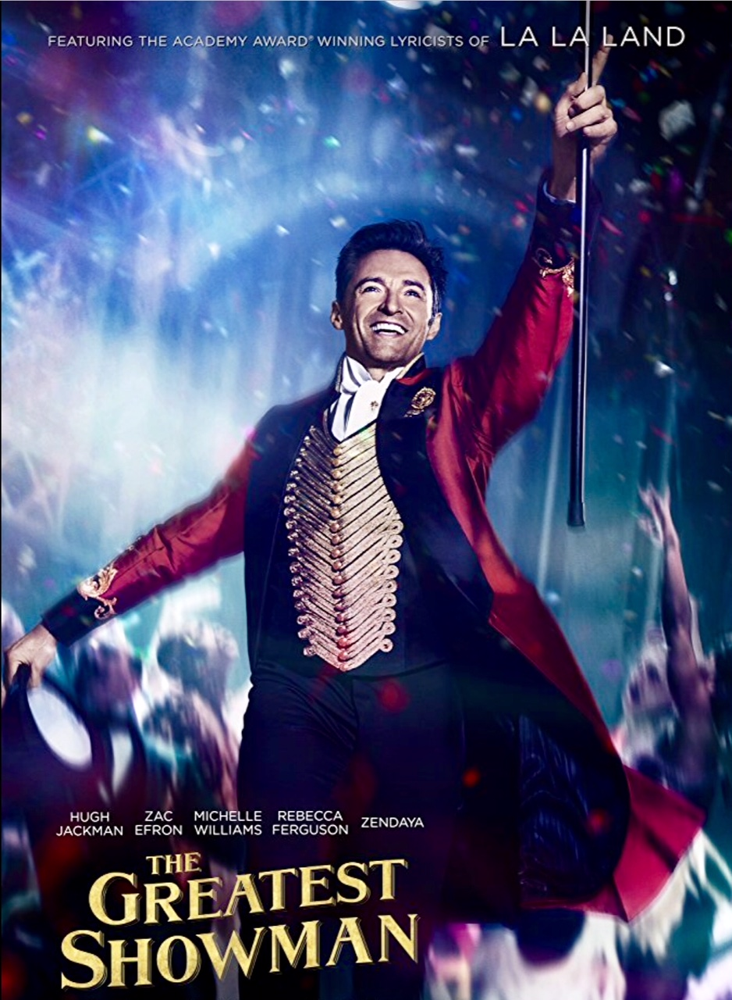 FEATURING THE ACADEMY AWARD® WINNING LYRICISTS OF LA LA LAND
HUGH JACKMAN ZAC EFRON MICHELLE WILLIAMS REBECCA FERGUSON ZENDAYA
THE
GREATEST
SHOWMAN